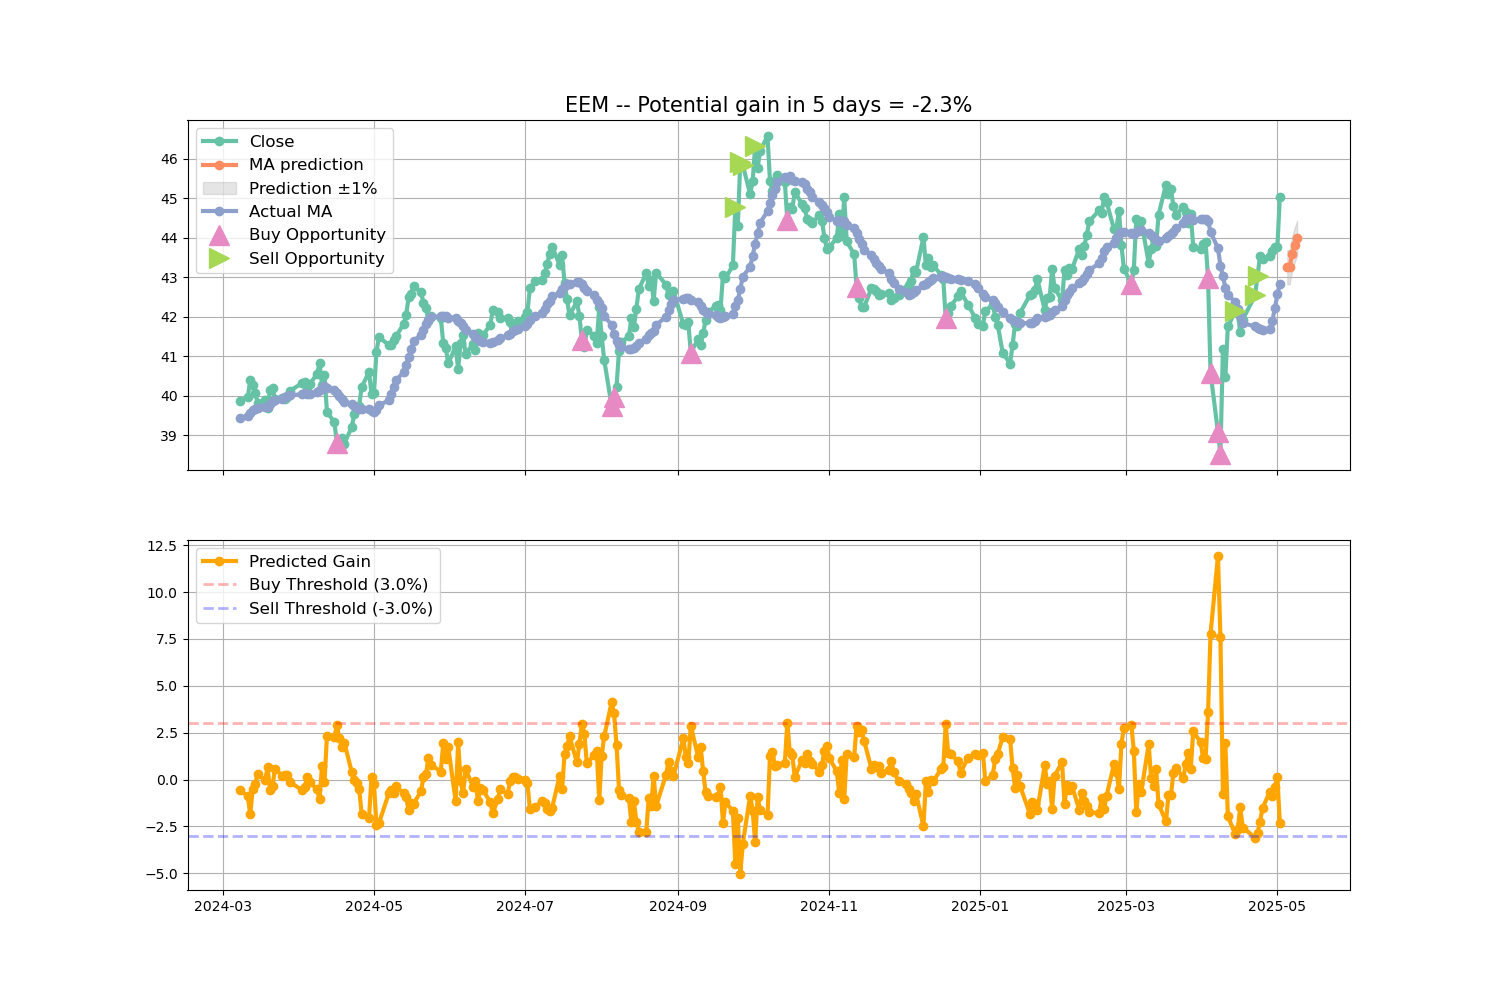 EEM -- Potential gain in 5 days = -2.3%
Close
MA prediction
Prediction ±1%
Actual MA
Buy Opportunity
Sell Opportunity
46
45
44
43
42
41
40
39
Predicted Gain
Buy Threshold (3.0%)
Sell Threshold (-3.0%)
12.5
10.0
7.5
5.0
2.5
0.0
−2.5
−5.0
2024-03 2024-05 2024-07 2024-09 2024-11 2025-01 2025-03 2025-05